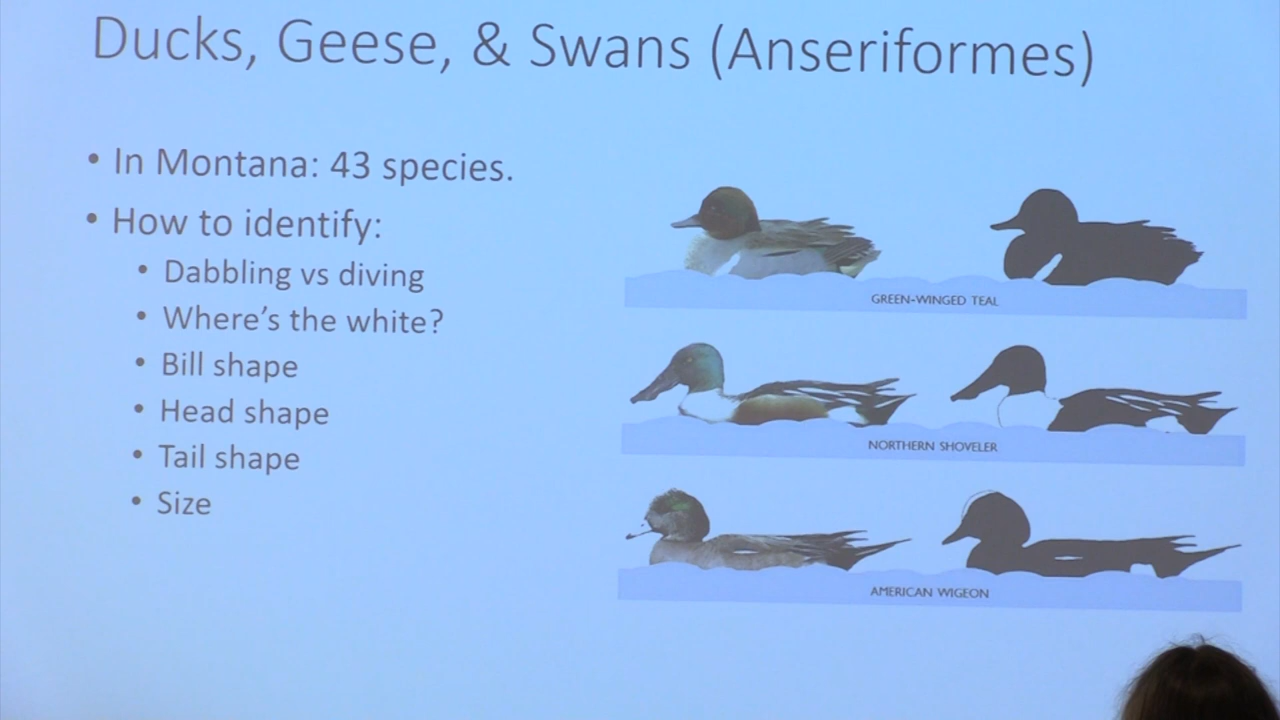 Ducks, Geese, & Swans (Anseriformes)
• In Montana: 43 species.
• How to identify:
• Dabbling vs diving
• Where's the white?
• Bill shape
• Head shape
• Tail shape
• Size
GREEN-WINGED TEAL
NORTHERN SHOVELER
AMERICAN WIGEON